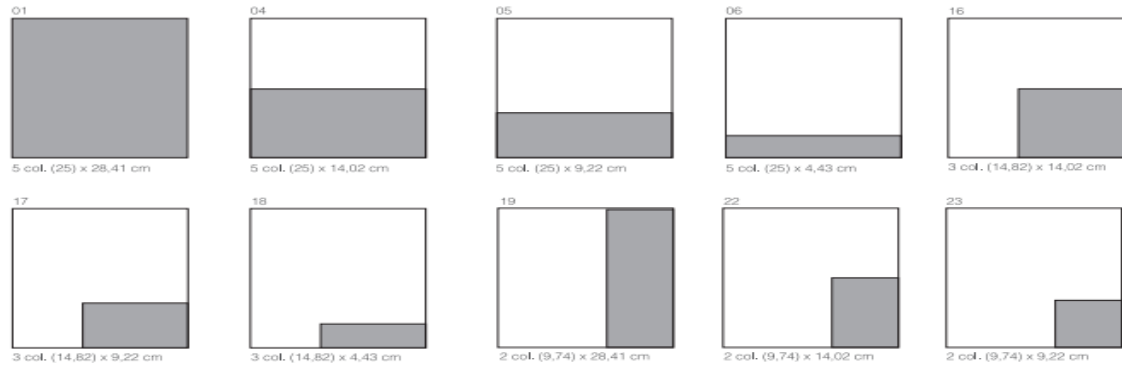 01
04
05
06
16
5 col. (25) x 28,41 cm
5 col. (25) x 14,02 cm
5 col. (25) x 9,22 cm
5 col. (25) x 4,43 cm
3 col. (14,82) x 14,02 cm
17
18
19
22
23
3 col. (14,82) x 9,22 cm
3 col. (14,82) x 4,43 cm
2 col. (9,74) x 28,41 cm
2 col. (9,74) x 14,02 cm
2 col. (9,74) x 9,22 cm